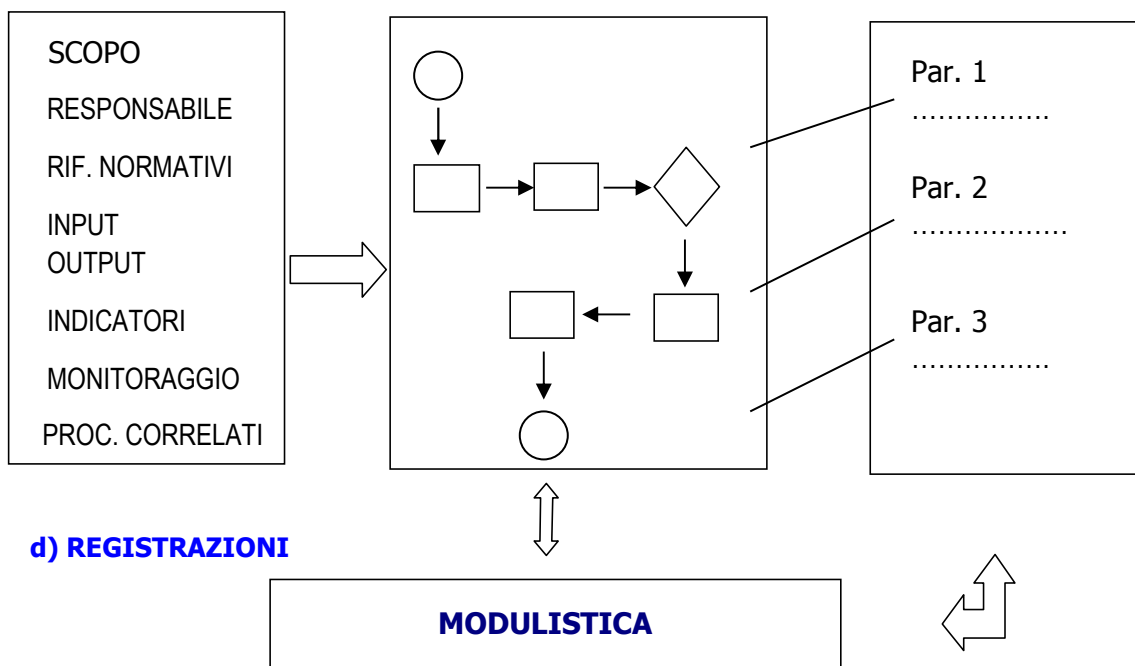 SCOPO
RESPONSABILE
RIF. NORMATIVI
INPUT
OUTPUT
INDICATORI
MONITORAGGIO
PROC. CORRELATI
Par. 1
................
Par. 2
..................
Par. 3
................
d) REGISTRAZIONI
MODULISTICA